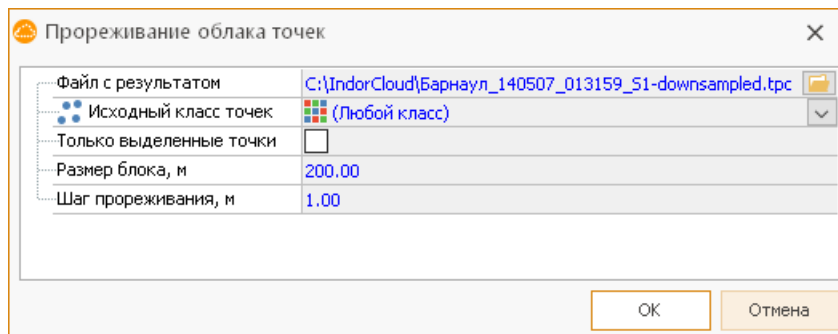 Прореживание облака точек
Файл с результатом C:\IndorCloud\Барнаул_140507_013159_S1-downsampled.tpc
Исходный класс точек (Любой класс)
Только выделенные точки
Размер блока, м 200.00
Шаг прореживания, м 1.00
ОК Отмена